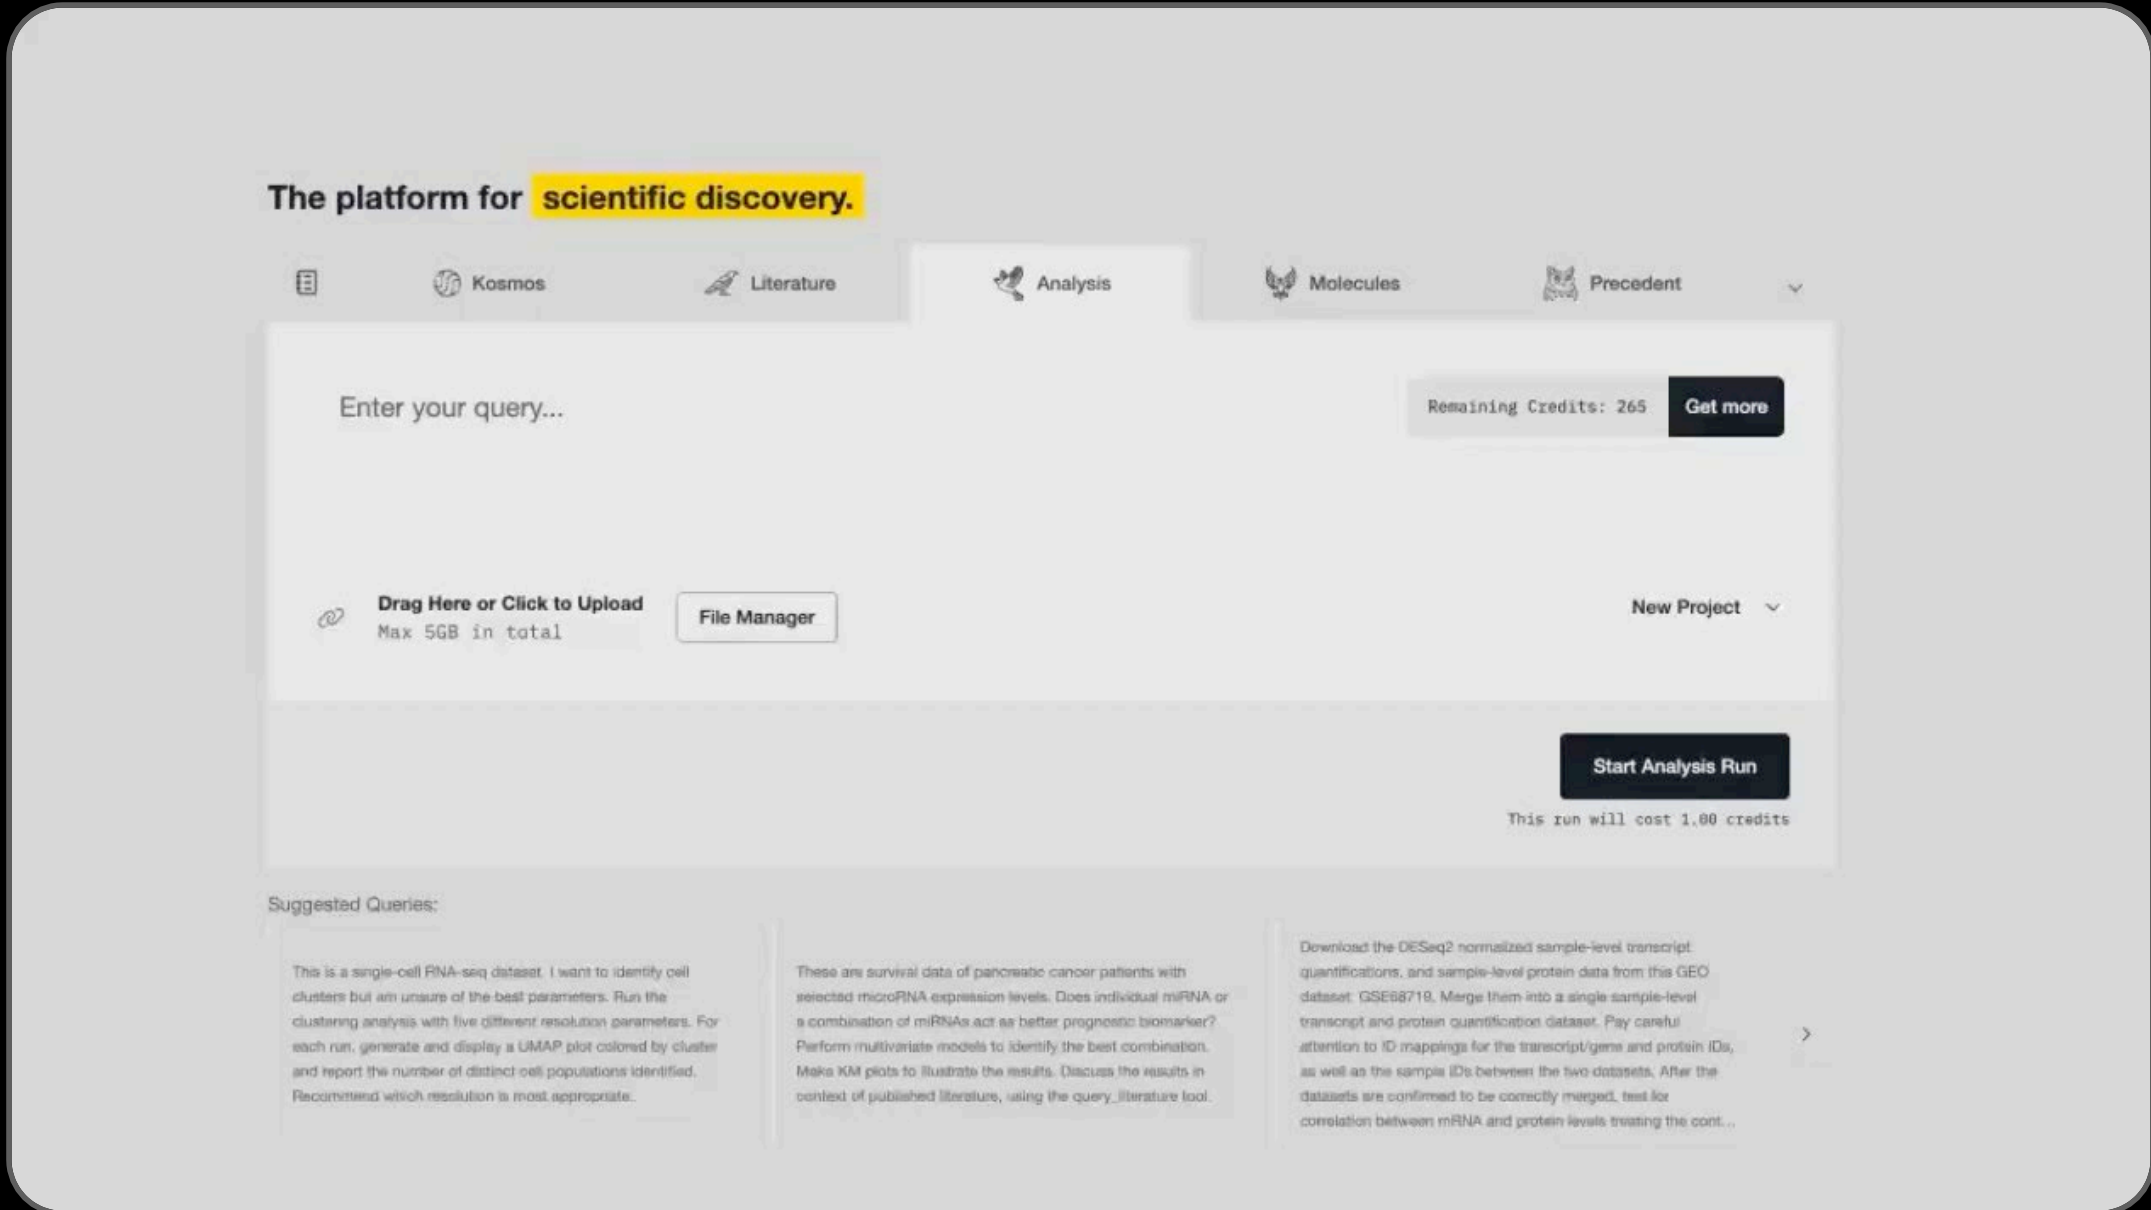 The platform for scientific discovery.
Kosmos
Literature
Analysis
Molecules
Precedent
Enter your query...
Remaining Credits: 265
Get more
Drag Here or Click to Upload
Max 5GB in total
File Manager
New Project
Start Analysis Run
This run will cost 1.00 credits
Suggested Queries:
This is a single-cell RNA-seq dataset. I want to identify cell
clusters but am unsure of the best parameters. Run the
clustering analysis with five different resolution parameters. For
each run, generate and display a UMAP plot colored by cluster
and report the number of distinct cell populations identified.
Recommend which resolution is most appropriate.
These are survival data of pancreatic cancer patients with
selected microRNA expression levels. Does individual miRNA or
a combination of miRNAs act as better prognostic biomarker?
Perform multivariate models to identify the best combination.
Make KM plots to illustrate the results. Discuss the results in
context of published literature, using the query_literature tool.
Download the DESeq2 normalized sample-level transcript
quantifications, and sample-level protein data from this GEO
dataset: GSE68719. Merge them into a single sample-level
transcript and protein quantification dataset. Pay careful
attention to ID mappings for the transcript/gene and protein IDs,
as well as the sample IDs between the two datasets. After the
datasets are confirmed to be correctly merged, test for
correlation between mRNA and protein levels treating the cont...